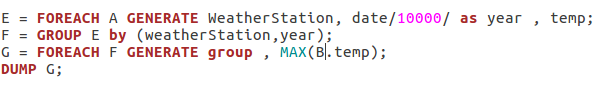 E = FOREACH A GENERATE WeatherStation, date/10000/ as year , temp;
F = GROUP E by (weatherStation,year);
G = FOREACH F GENERATE group , MAX(B.temp);
DUMP G;